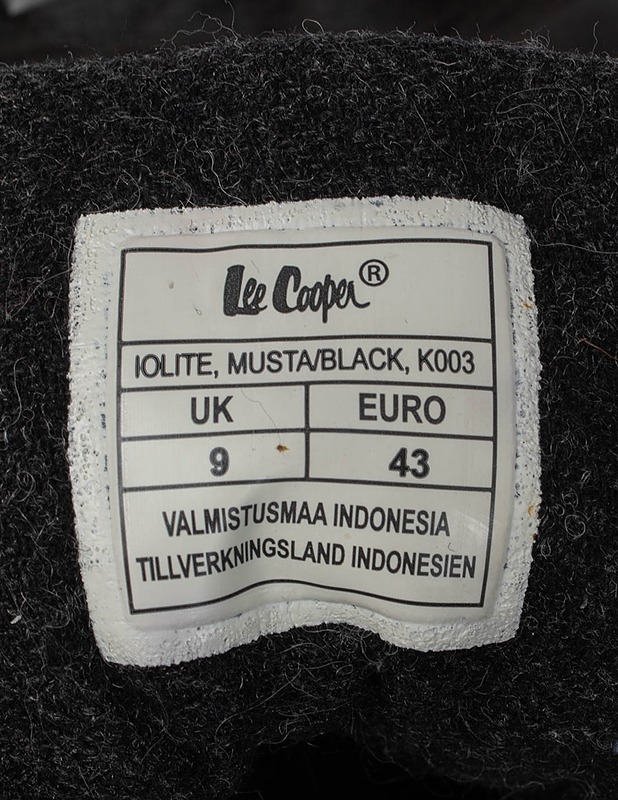 Lee Cooper®
IOLITE, MUSTA/BLACK, K003
UK EURO
9 43
VALMISTUSMAA INDONESIA
TILLVERKNINGSLAND INDONESIEN